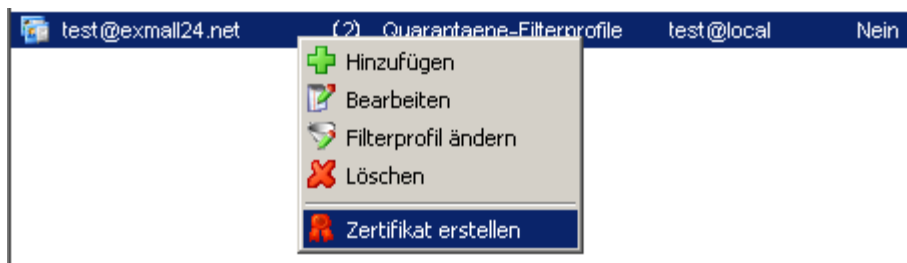 test@exmall24.net (2) Quarantaene-Filterprofile test@local Nein
Hinzufügen
Bearbeiten
Filterprofil ändern
Löschen
Zertifikat erstellen